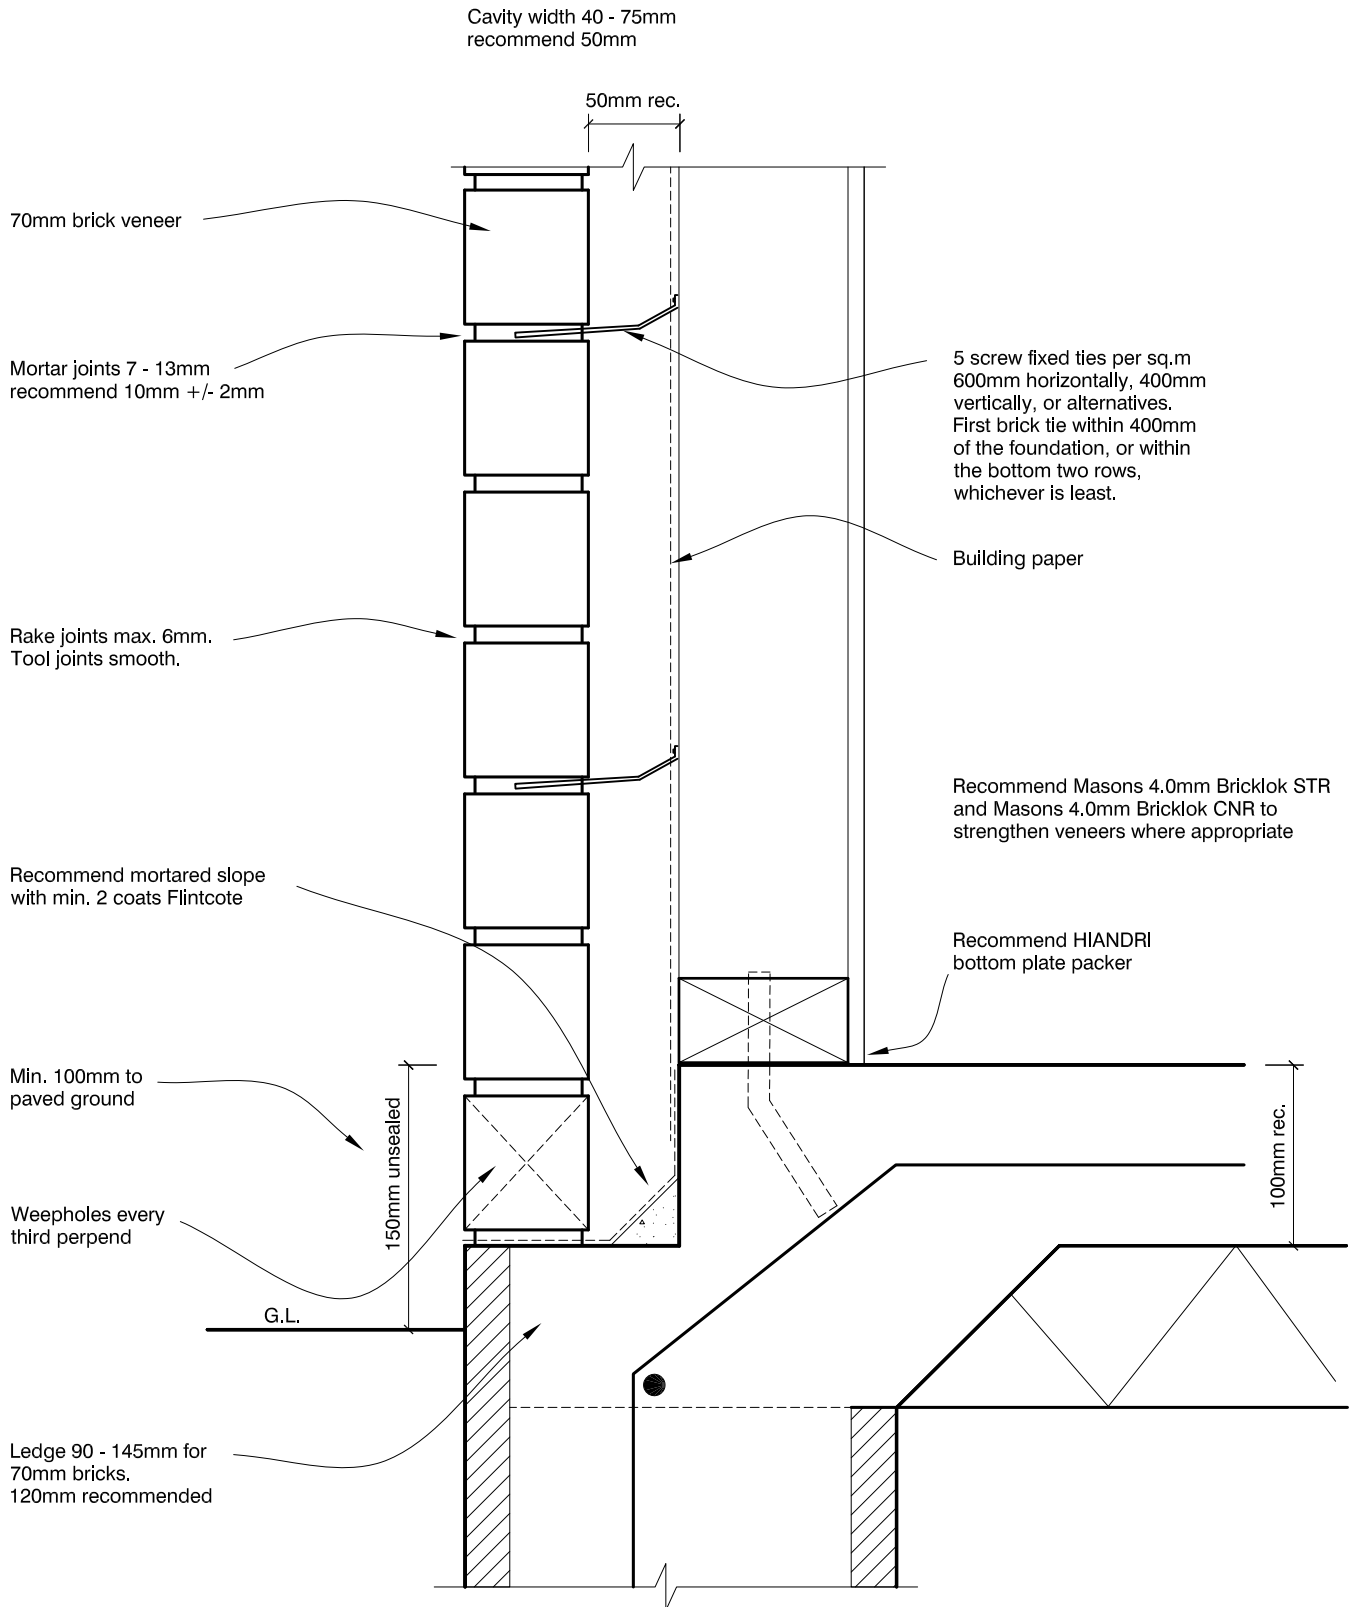 Cavity width 40 - 75mm
recommend 50mm
50mm rec.
70mm brick veneer
Mortar joints 7 - 13mm
recommend 10mm +/- 2mm
5 screw fixed ties per sq.m
600mm horizontally, 400mm
vertically, or alternatives.
First brick tie within 400mm
of the foundation, or within
the bottom two rows,
whichever is least.
Building paper
Rake joints max. 6mm.
Tool joints smooth.
Recommend Masons 4.0mm Bricklok STR
and Masons 4.0mm Bricklok CNR to
strengthen veneers where appropriate
Recommend mortared slope
with min. 2 coats Flintcote
Recommend HIANDRI
bottom plate packer
Min. 100mm to
paved ground
150mm unsealed
100mm rec.
Weepholes every
third perpend
G.L.
Ledge 90 - 145mm for
70mm bricks.
120mm recommended